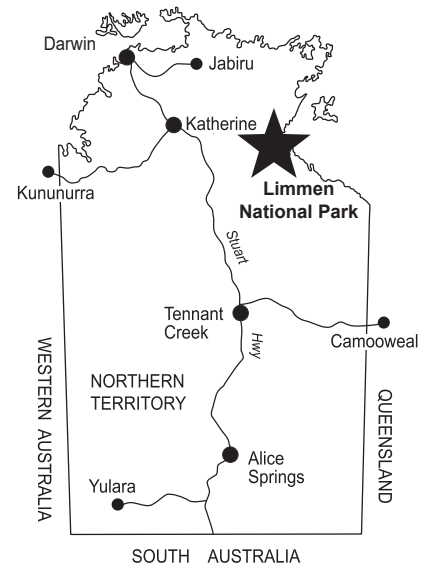 Darwin
Jabiru
Katherine
Kununurra
Limmen
National Park
Stuart
Tennant
Creek
Hwy
Camooweal
WESTERN AUSTRALIA
NORTHERN
TERRITORY
QUEENSLAND
Alice
Springs
Yulara
SOUTH AUSTRALIA